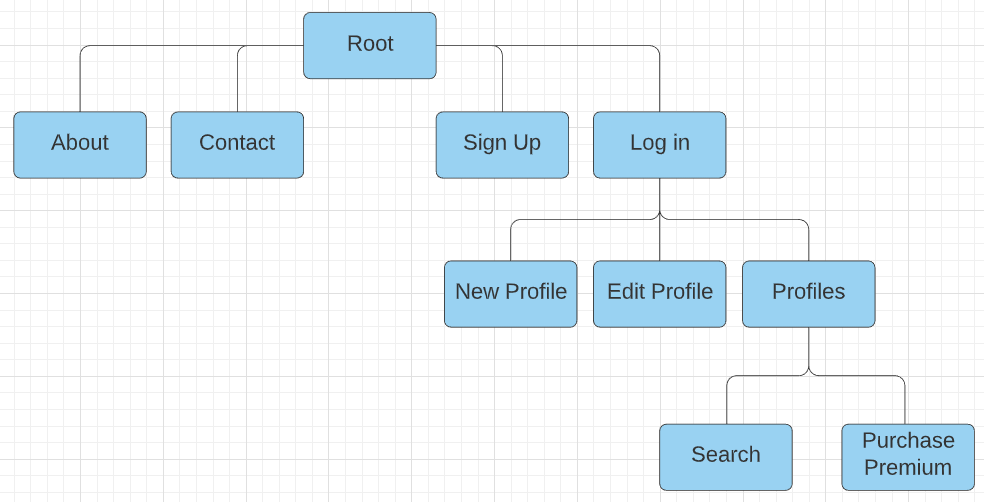 Root
About
Contact
Sign Up
Log in
New Profile
Edit Profile
Profiles
Search
Purchase
Premium